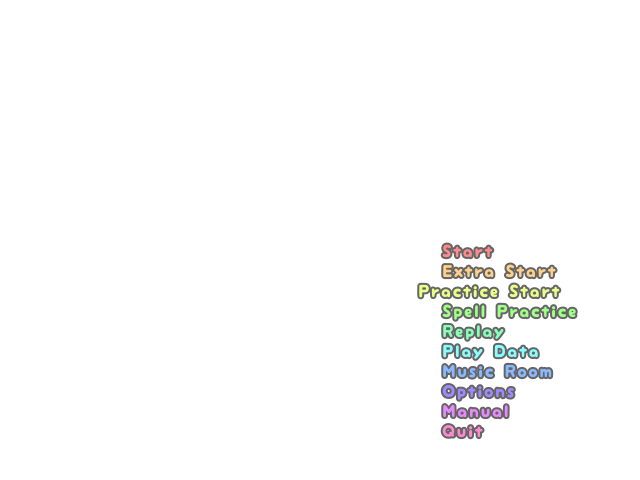 Start
Extra Start
Practice Start
Spell Practice
Replay
Play Data
Music Room
Options
Manual
Quit